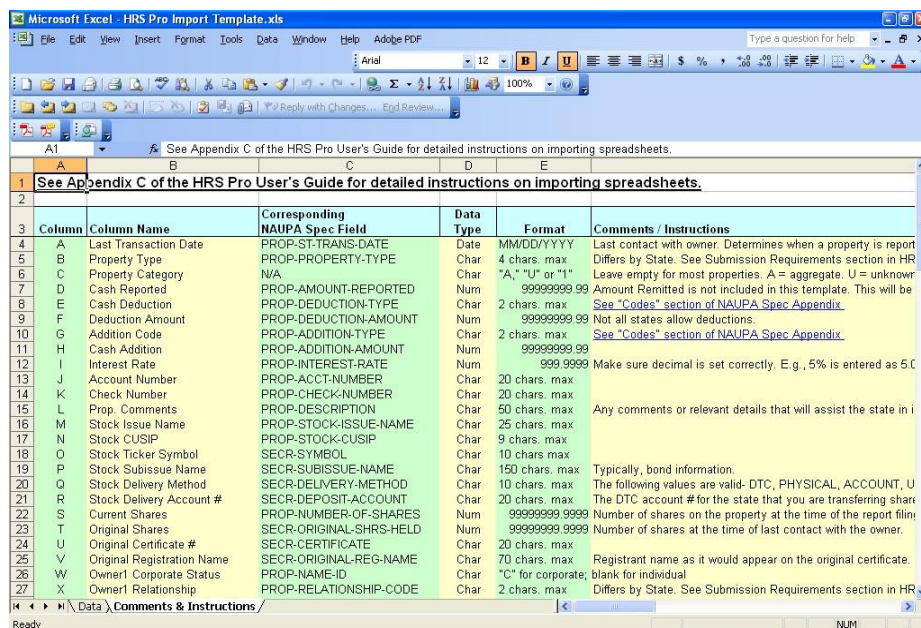 Microsoft Excel - HRS Pro Import Template.xls
File Edit View Insert Format Tools Data Window Help Adobe PDF Type a question for help
Arial 12 B I U $ % ,
100%
Reply with Changes... End Review...
A1 fx See Appendix C of the HRS Pro User's Guide for detailed instructions on importing spreadsheets.
A B C D E
1 See Appendix C of the HRS Pro User's Guide for detailed instructions on importing spreadsheets.
2
Corresponding Data
3 Column Column Name NAUPA Spec Field Type Format Comments / Instructions
4 A Last Transaction Date PROP-ST-TRANS-DATE Date MM/DD/YYYY Last contact with owner. Determines when a property is report
5 B Property Type PROP-PROPERTY-TYPE Char 4 chars. max Differs by State. See Submission Requirements section in HR
6 C Property Category N/A Char "A," "U" or "1" Leave empty for most properties. A = aggregate. U = unknown
7 D Cash Reported PROP-AMOUNT-REPORTED Num 99999999.99 Amount Remitted is not included in this template. This will be
8 E Cash Deduction PROP-DEDUCTION-TYPE Char 2 chars. max See "Codes" section of NAUPA Spec Appendix
9 F Deduction Amount PROP-DEDUCTION-AMOUNT Num 99999999.99 Not all states allow deductions.
10 G Addition Code PROP-ADDITION-TYPE Char 2 chars. max See "Codes" section of NAUPA Spec Appendix
11 H Cash Addition PROP-ADDITION-AMOUNT Num 99999999.99
12 I Interest Rate PROP-INTEREST-RATE Num 999.9999 Make sure decimal is set correctly. E.g., 5% is entered as 5.0
13 J Account Number PROP-ACCT-NUMBER Char 20 chars. max
14 K Check Number PROP-CHECK-NUMBER Char 20 chars. max
15 L Prop. Comments PROP-DESCRIPTION Char 50 chars. max Any comments or relevant details that will assist the state in i
16 M Stock Issue Name PROP-STOCK-ISSUE-NAME Char 25 chars. max
17 N Stock CUSIP PROP-STOCK-CUSIP Char 9 chars. max
18 O Stock Ticker Symbol SECR-SYMBOL Char 10 chars max
19 P Stock Subissue Name SECR-SUBISSUE-NAME Char 150 chars. max Typically, bond information.
20 Q Stock Delivery Method SECR-DELIVERY-METHOD Char 10 chars. max The following values are valid- DTC, PHYSICAL, ACCOUNT, U
21 R Stock Delivery Account # SECR-DEPOSIT-ACCOUNT Char 20 chars. max The DTC account # for the state that you are transferring share
22 S Current Shares PROP-NUMBER-OF-SHARES Num 99999999.9999 Number of shares on the property at the time of the report filing
23 T Original Shares SECR-ORIGINAL-SHRS-HELD Num 99999999.9999 Number of shares at the time of last contact with the owner.
24 U Original Certificate # SECR-CERTIFICATE Char 20 chars. max
25 V Original Registration Name SECR-ORIGINAL-REG-NAME Char 70 chars. max Registrant name as it would appear on the original certificate.
26 W Owner1 Corporate Status PROP-NAME-ID Char "C" for corporate; blank for individual
27 X Owner1 Relationship PROP-RELATIONSHIP-CODE Char 2 chars. max Differs by State. See Submission Requirements section in HR
Data Comments & Instructions
Ready NUM